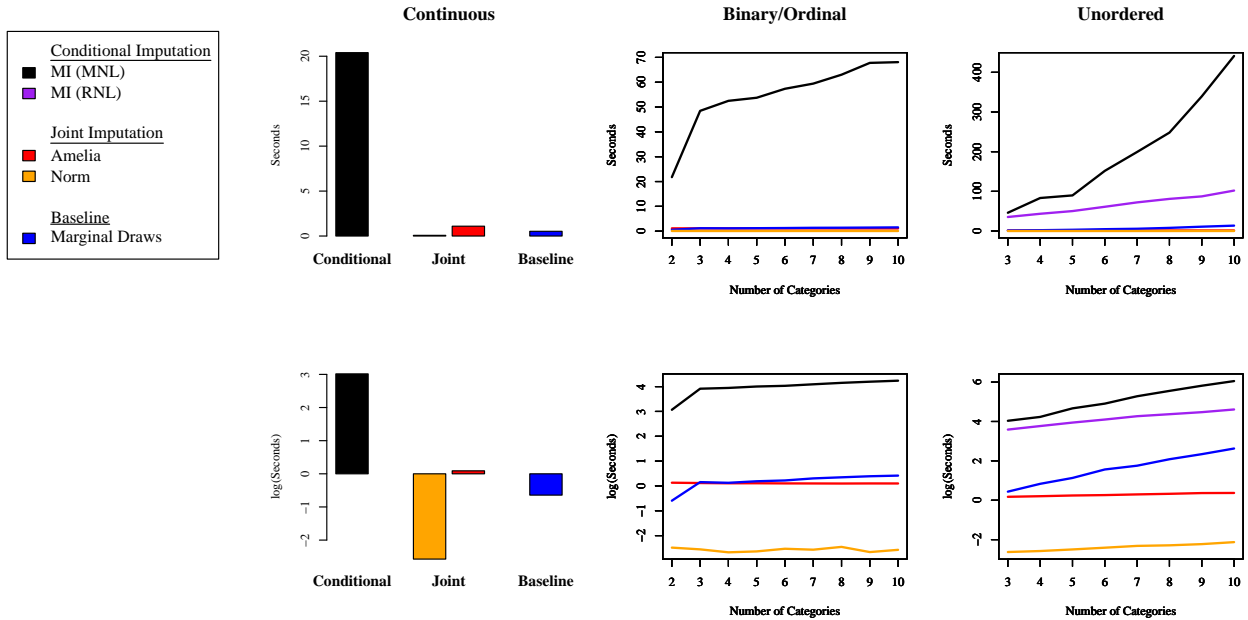 Continuous
Binary/Ordinal
Unordered
Conditional Imputation
MI (MNL)
MI (RNL)
Joint Imputation
Amelia
Norm
Baseline
Marginal Draws
Seconds
0
5
10
15
20
Conditional
Joint
Baseline
Seconds
0
10
20
30
40
50
60
70
2 3 4 5 6 7 8 9 10
Number of Categories
Seconds
0
100
200
300
400
3 4 5 6 7 8 9 10
Number of Categories
log(Seconds)
−2
−1
0
1
2
3
Conditional
Joint
Baseline
log(Seconds)
−2
−1
0
1
2
3
4
2 3 4 5 6 7 8 9 10
Number of Categories
log(Seconds)
−2
0
2
4
6
3 4 5 6 7 8 9 10
Number of Categories